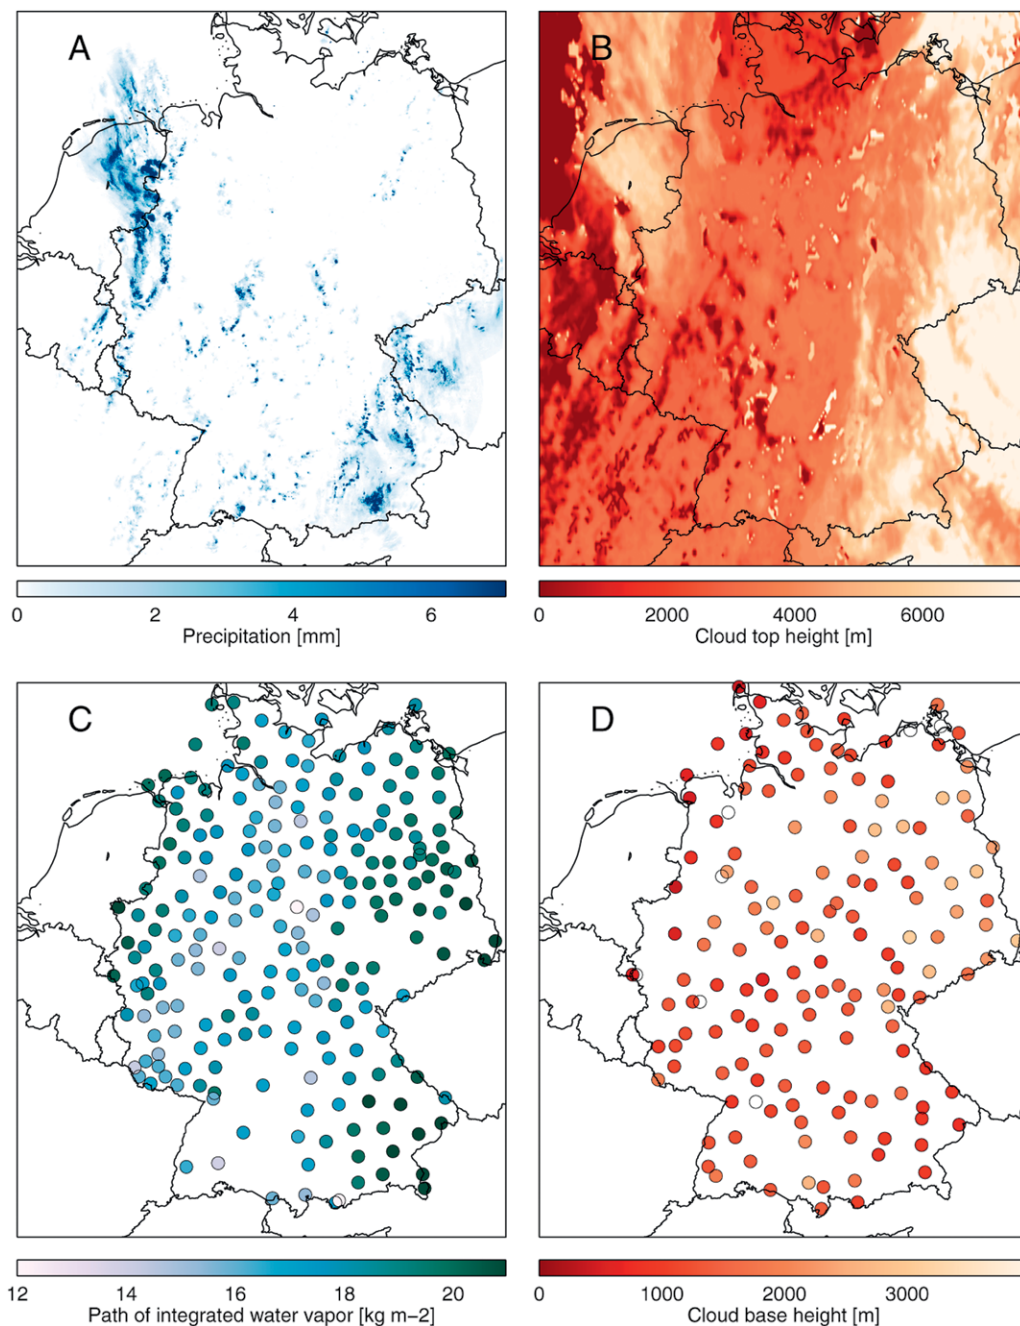 A
B
0 2 4 6
Precipitation [mm]
0 2000 4000 6000
Cloud top height [m]
C
D
12 14 16 18 20
Path of integrated water vapor [kg m−2]
0 1000 2000 3000
Cloud base height [m]